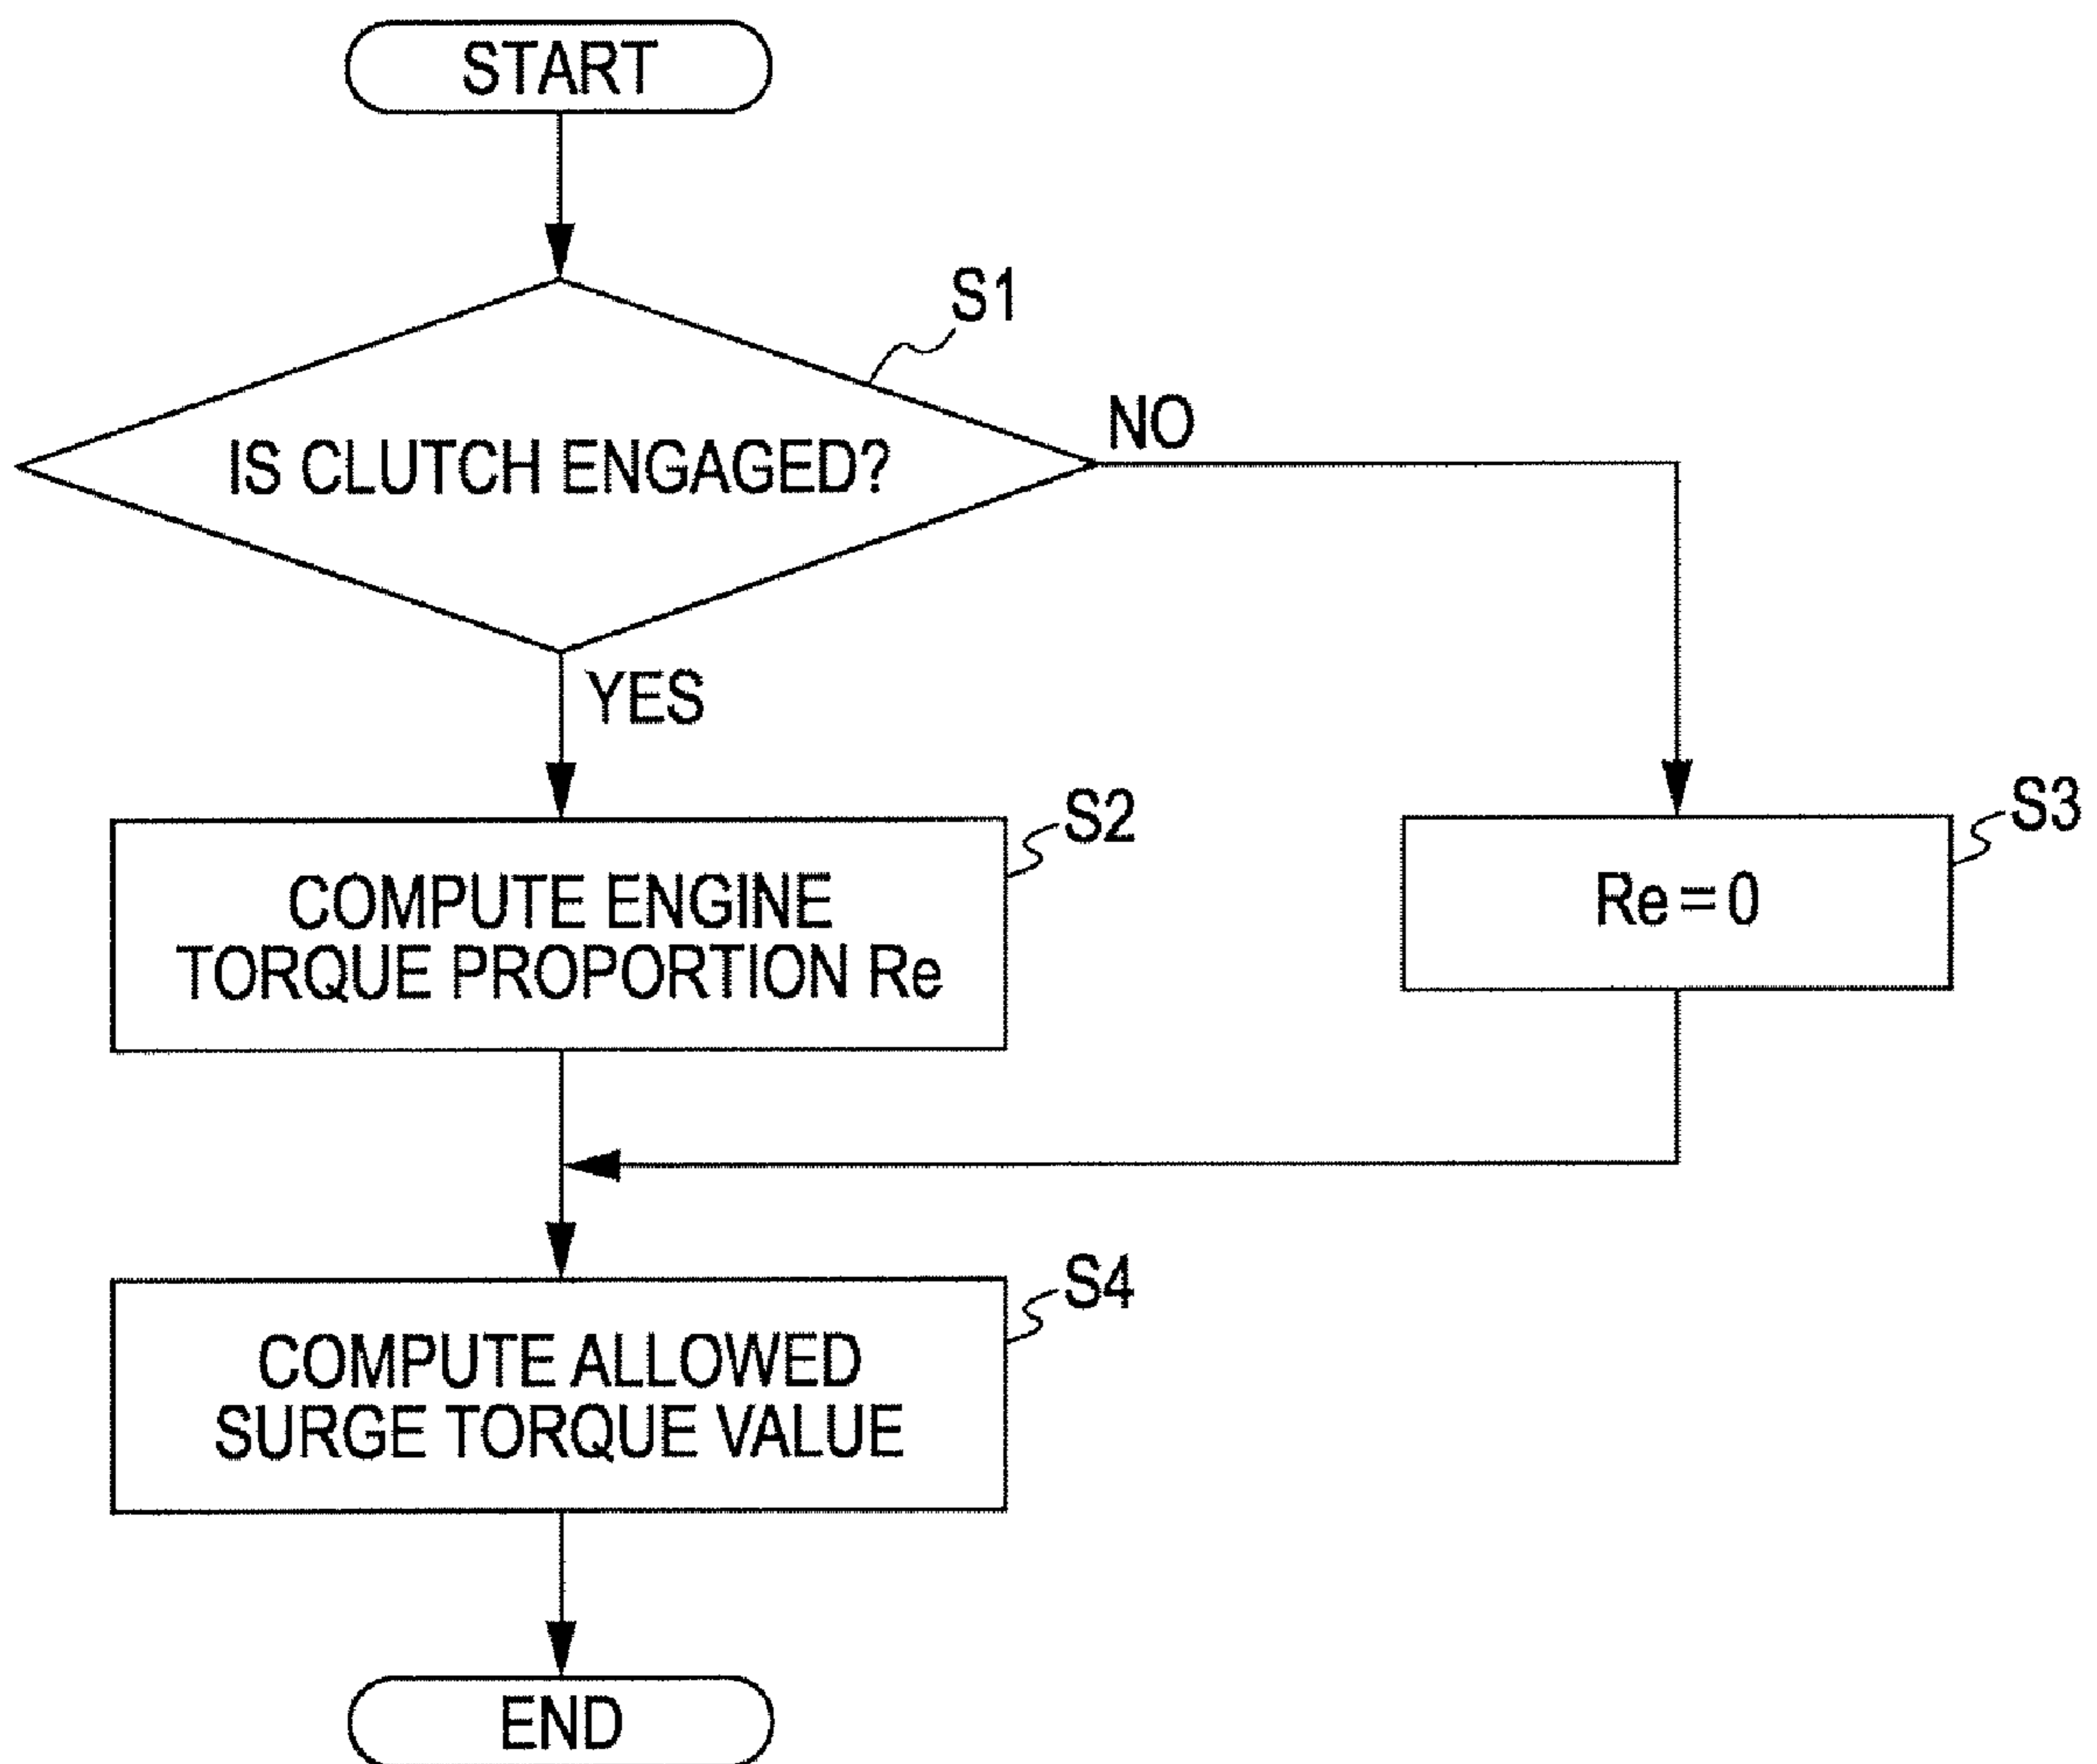 START
S1
IS CLUTCH ENGAGED?
NO
YES
S2
COMPUTE ENGINE
TORQUE PROPORTION Re
S3
Re = 0
S4
COMPUTE ALLOWED
SURGE TORQUE VALUE
END